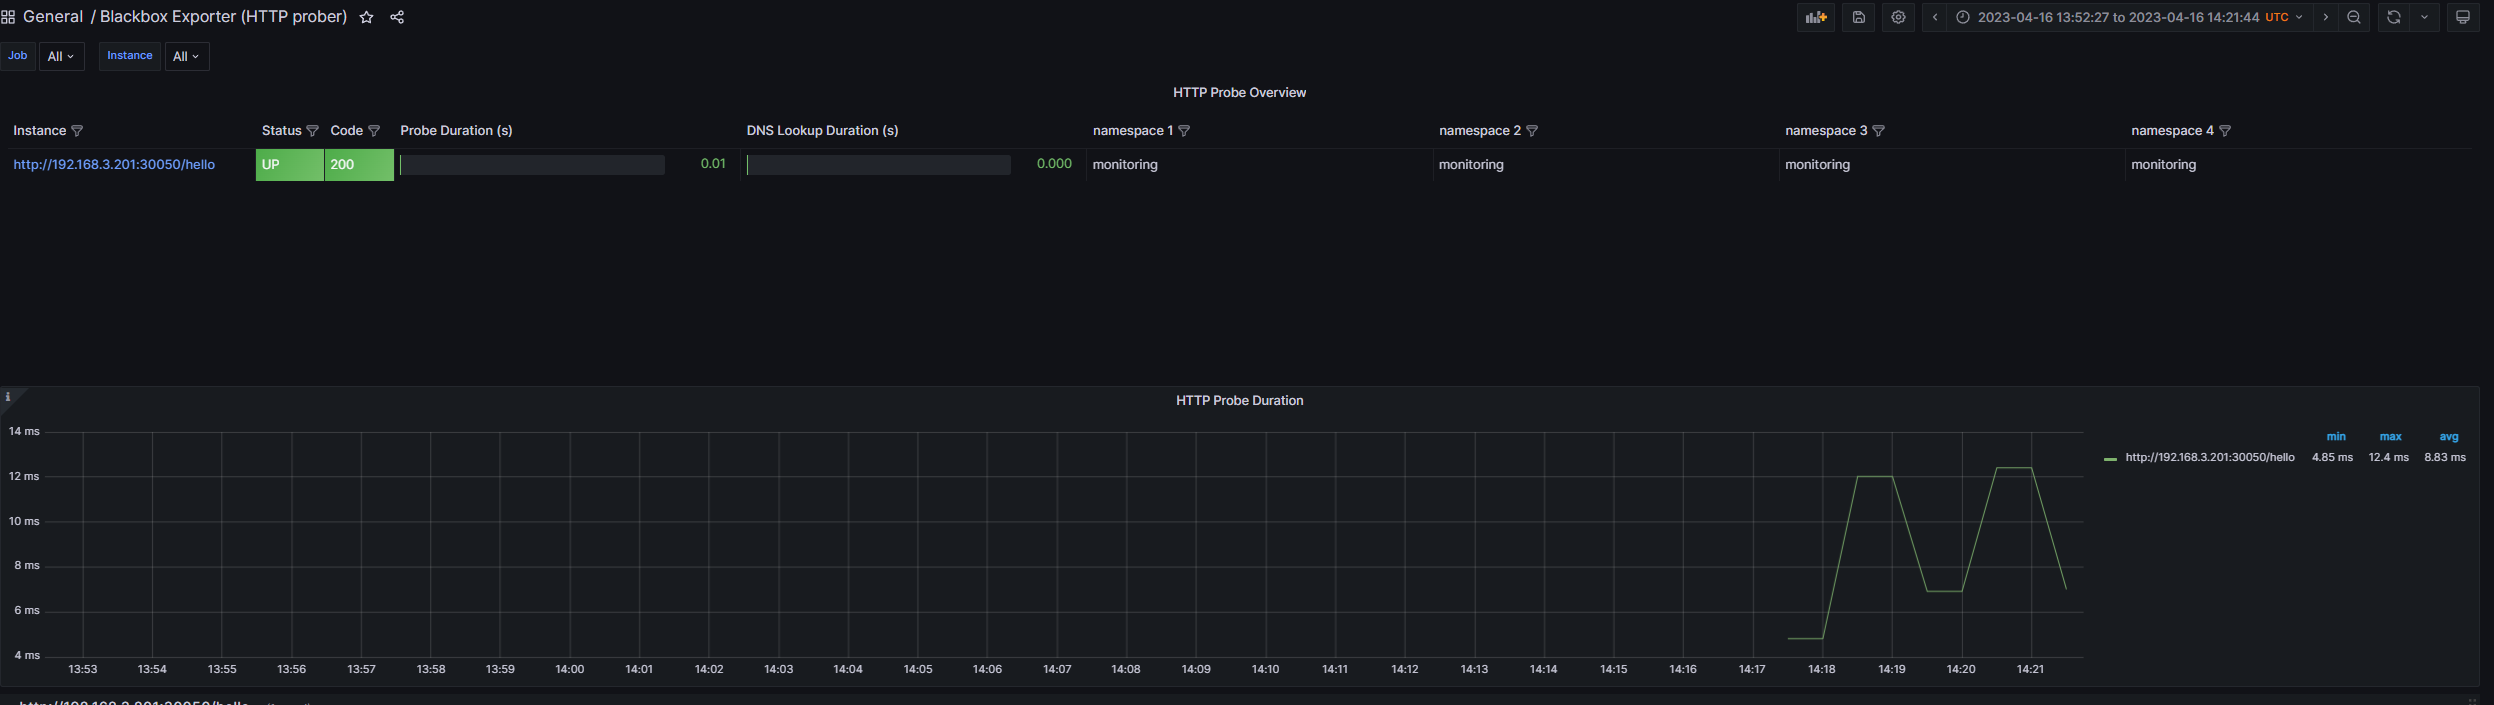 General / Blackbox Exporter (HTTP prober)
2023-04-16 13:52:27 to 2023-04-16 14:21:44 UTC
Job All Instance All
HTTP Probe Overview
Instance Status Code Probe Duration (s) DNS Lookup Duration (s) namespace 1 namespace 2 namespace 3 namespace 4
http://192.168.3.201:30050/hello UP 200 0.01 0.000 monitoring monitoring monitoring monitoring
HTTP Probe Duration
14 ms
12 ms
10 ms
8 ms
6 ms
4 ms
13:53 13:54 13:55 13:56 13:57 13:58 13:59 14:00 14:01 14:02 14:03 14:04 14:05 14:06 14:07 14:08 14:09 14:10 14:11 14:12 14:13 14:14 14:15 14:16 14:17 14:18 14:19 14:20 14:21
min max avg
http://192.168.3.201:30050/hello 4.85 ms 12.4 ms 8.83 ms
http://192.168.3.201:30050/hello